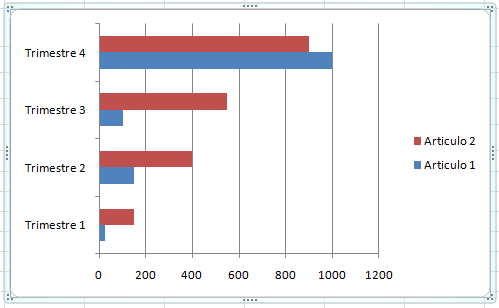 Trimestre 4
Trimestre 3
Trimestre 2
Trimestre 1
0 200 400 600 800 1000 1200
Articulo 2
Articulo 1